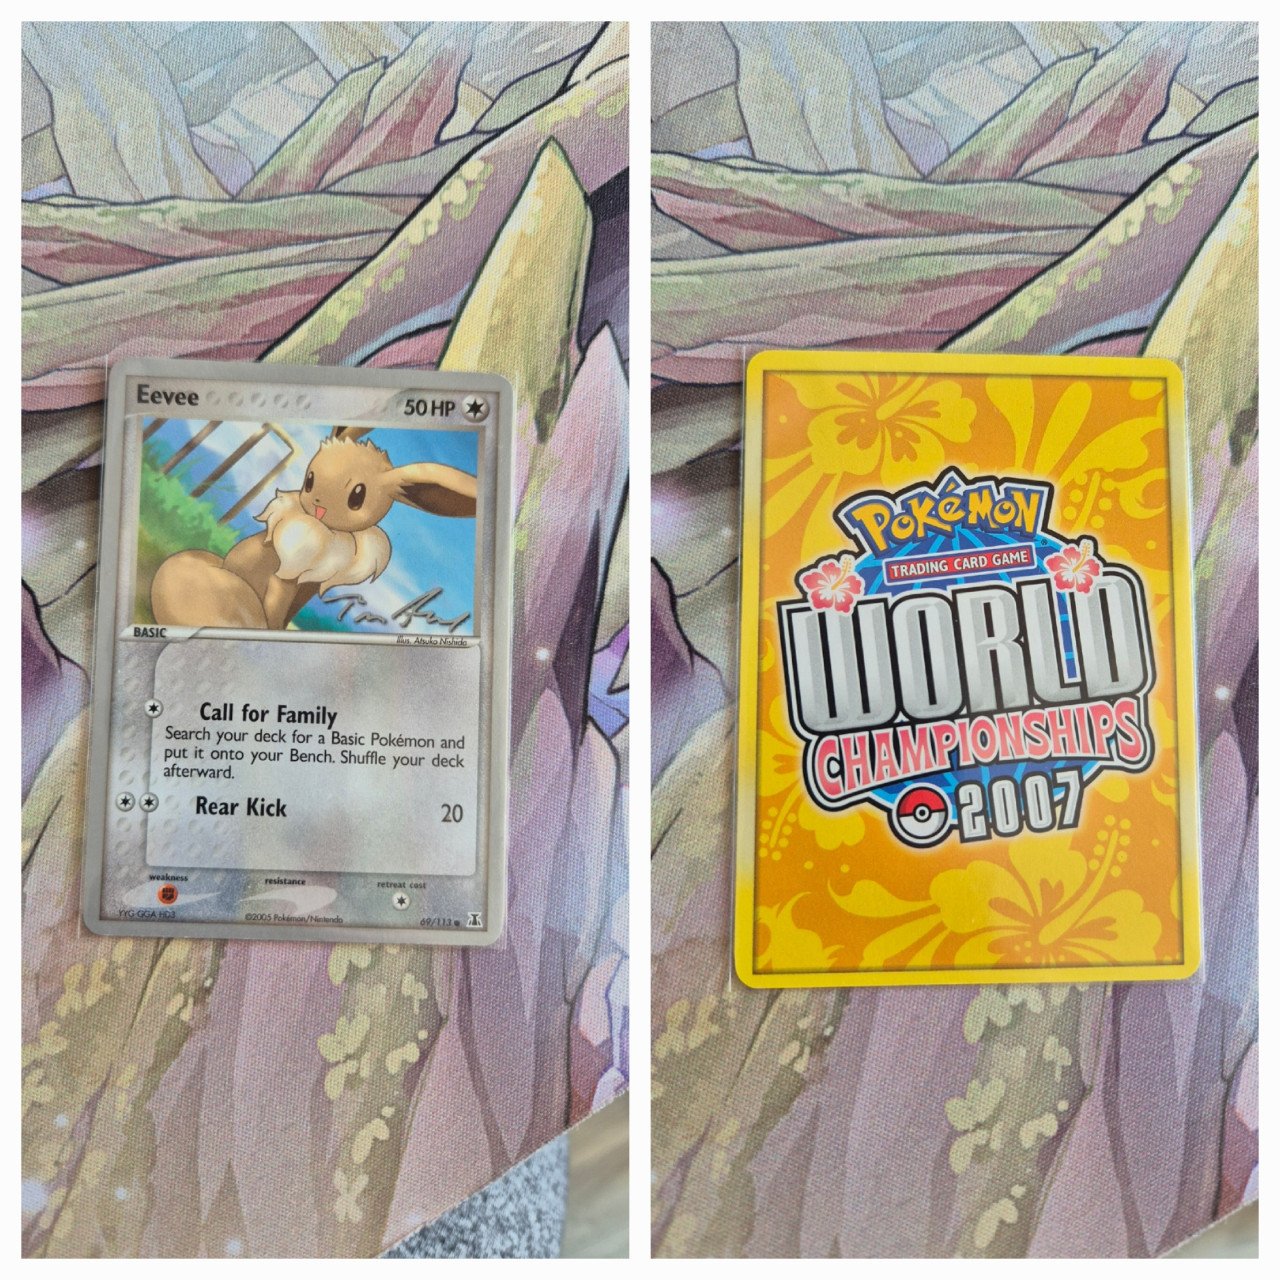 Eevee
50 HP
BASIC
Illus. Atsuko Nishida
Call for Family
Search your deck for a Basic Pokémon and
put it onto your Bench. Shuffle your deck
afterward.
Rear Kick 20
weakness resistance retreat cost
©2005 Pokémon/Nintendo
69/113
POKéMON
TRADING CARD GAME
WORLD
CHAMPIONSHIPS
2007